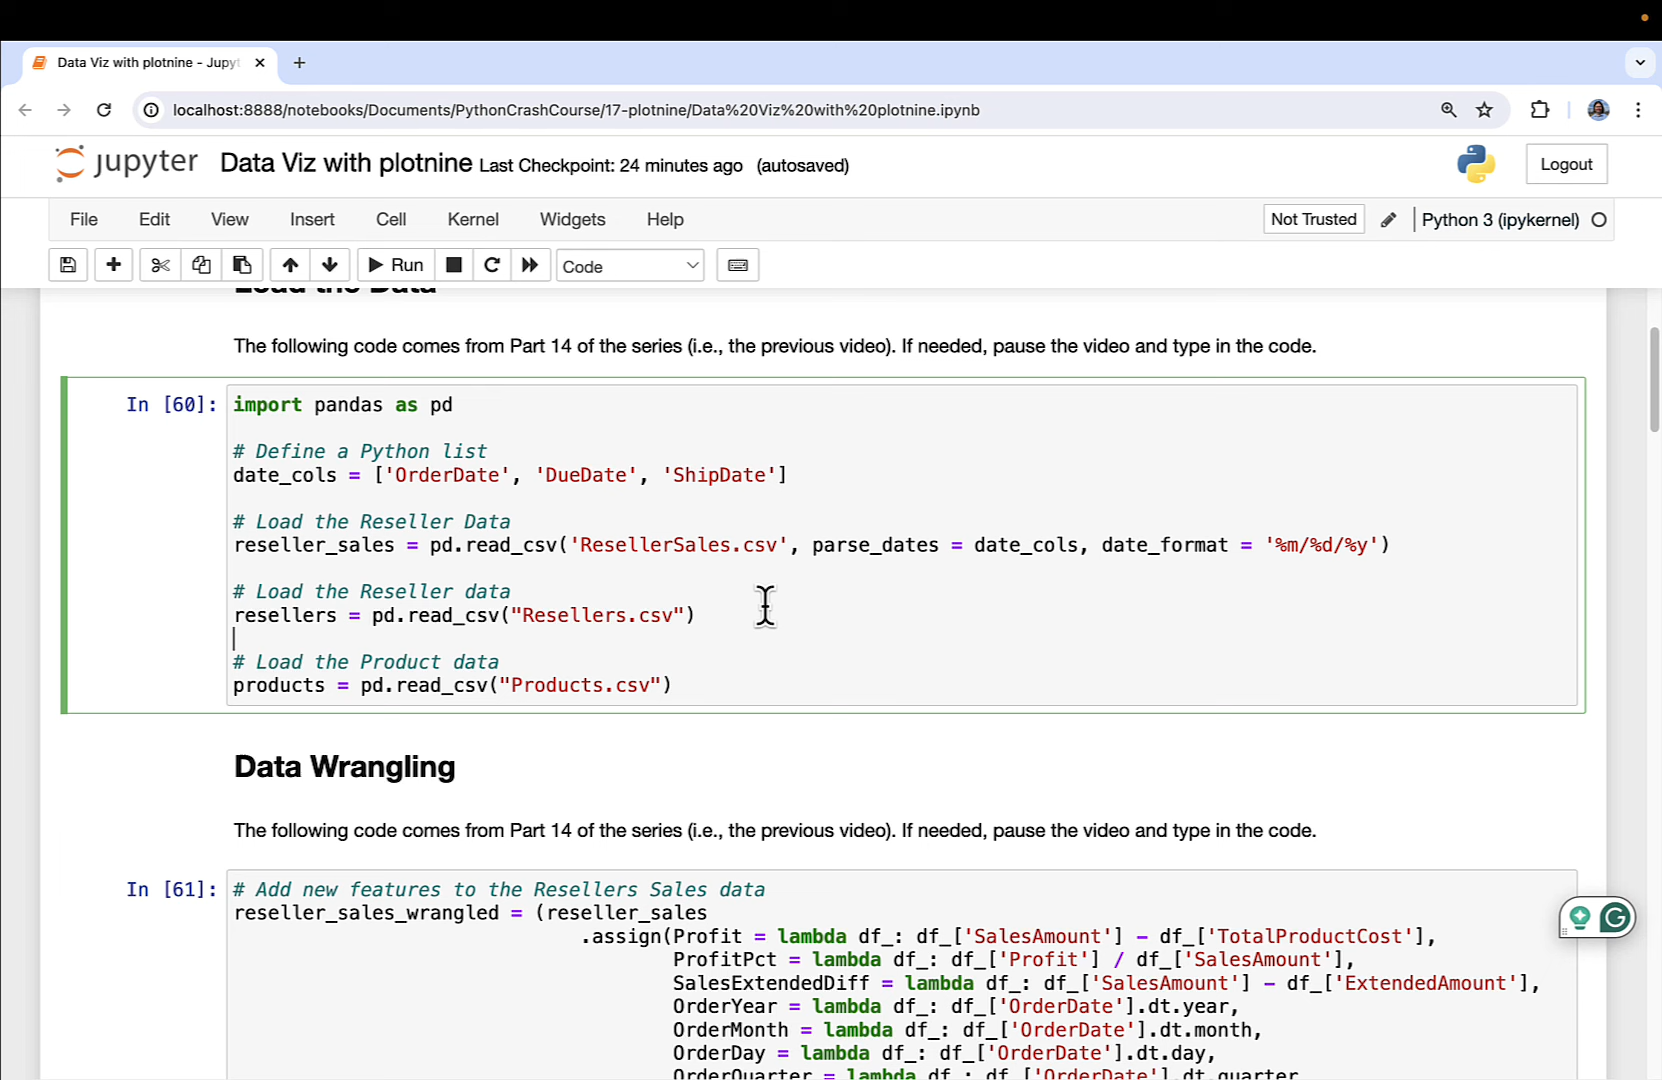 Data Viz with plotnine - Jupyt
localhost:8888/notebooks/Documents/PythonCrashCourse/17-plotnine/Data%20Viz%20with%20plotnine.ipynb
jupyter Data Viz with plotnine Last Checkpoint: 24 minutes ago (autosaved) Logout
File Edit View Insert Cell Kernel Widgets Help Not Trusted Python 3 (ipykernel)
Run Code
Load the Data
The following code comes from Part 14 of the series (i.e., the previous video). If needed, pause the video and type in the code.
In [60]: import pandas as pd
# Define a Python list
date_cols = ['OrderDate', 'DueDate', 'ShipDate']
# Load the Reseller Data
reseller_sales = pd.read_csv('ResellerSales.csv', parse_dates = date_cols, date_format = '%m/%d/%y')
# Load the Reseller data
resellers = pd.read_csv("Resellers.csv")
# Load the Product data
products = pd.read_csv("Products.csv")
Data Wrangling
The following code comes from Part 14 of the series (i.e., the previous video). If needed, pause the video and type in the code.
In [61]: # Add new features to the Resellers Sales data
reseller_sales_wrangled = (reseller_sales
.assign(Profit = lambda df_: df_['SalesAmount'] - df_['TotalProductCost'],
ProfitPct = lambda df_: df_['Profit'] / df_['SalesAmount'],
SalesExtendedDiff = lambda df_: df_['SalesAmount'] - df_['ExtendedAmount'],
OrderYear = lambda df_: df_['OrderDate'].dt.year,
OrderMonth = lambda df_: df_['OrderDate'].dt.month,
OrderDay = lambda df_: df_['OrderDate'].dt.day,
OrderQuarter = lambda df_: df_['OrderDate'].dt.quarter